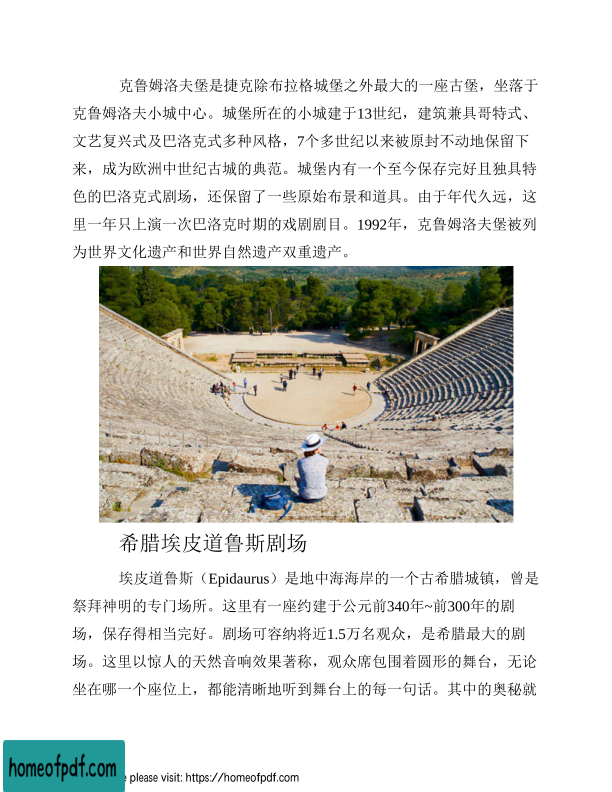 克鲁姆洛夫堡是捷克除布拉格城堡之外最大的一座古堡，坐落于
克鲁姆洛夫小城中心。城堡所在的小城建于13世纪，建筑兼具哥特式、
文艺复兴式及巴洛克式多种风格，7个多世纪以来被原封不动地保留下
来，成为欧洲中世纪古城的典范。城堡内有一个至今保存完好且独具特
色的巴洛克式剧场，还保留了一些原始布景和道具。由于年代久远，这
里一年只上演一次巴洛克时期的戏剧剧目。1992年，克鲁姆洛夫堡被列
为世界文化遗产和世界自然遗产双重遗产。
希腊埃皮道鲁斯剧场
埃皮道鲁斯（Epidaurus）是地中海海岸的一个古希腊城镇，曾是
祭拜神明的专门场所。这里有一座约建于公元前340年~前300年的剧
场，保存得相当完好。剧场可容纳将近1.5万名观众，是希腊最大的剧
场。这里以惊人的天然音响效果著称，观众席包围着圆形的舞台，无论
坐在哪一个座位上，都能清晰地听到舞台上的每一句话。其中的奥秘就
homeofpdf.com
please visit: https://homeofpdf.com